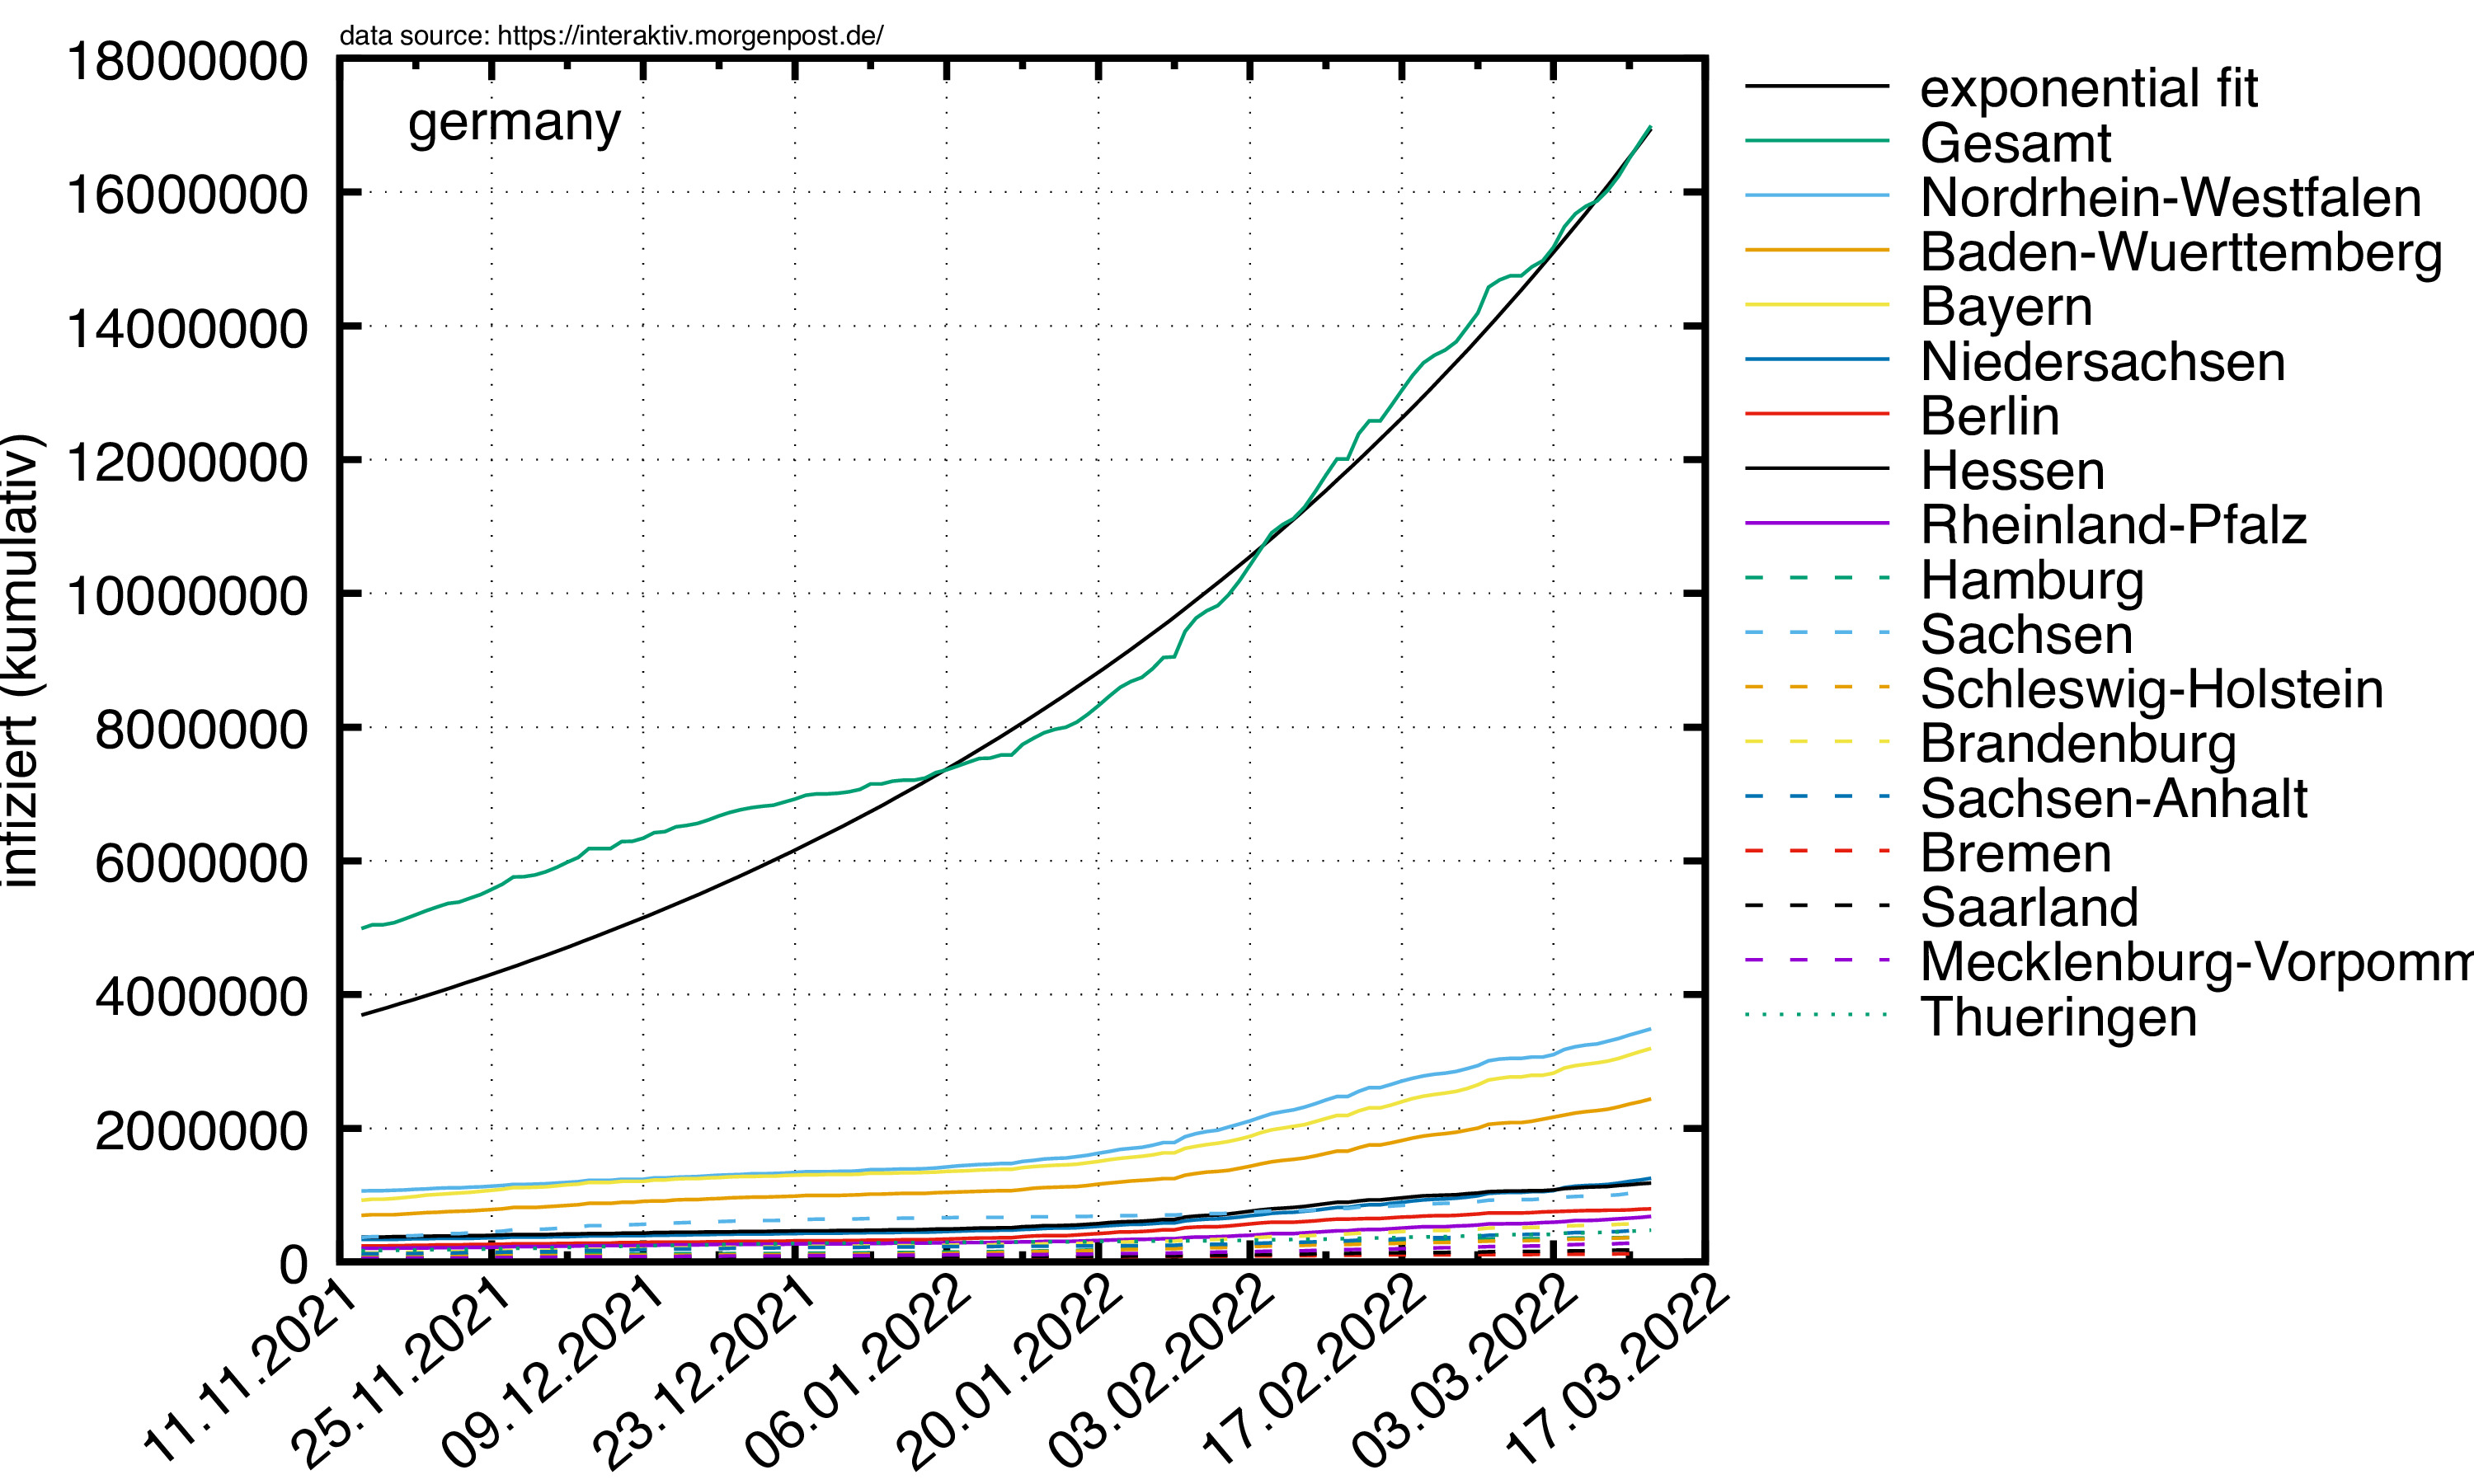 data source: https://interaktiv.morgenpost.de/
germany
infiziert (kumulativ)
18000000
16000000
14000000
12000000
10000000
8000000
6000000
4000000
2000000
0
11.11.2021
25.11.2021
09.12.2021
23.12.2021
06.01.2022
20.01.2022
03.02.2022
17.02.2022
03.03.2022
17.03.2022
exponential fit
Gesamt
Nordrhein-Westfalen
Baden-Wuerttemberg
Bayern
Niedersachsen
Berlin
Hessen
Rheinland-Pfalz
Hamburg
Sachsen
Schleswig-Holstein
Brandenburg
Sachsen-Anhalt
Bremen
Saarland
Mecklenburg-Vorpomm
Thueringen